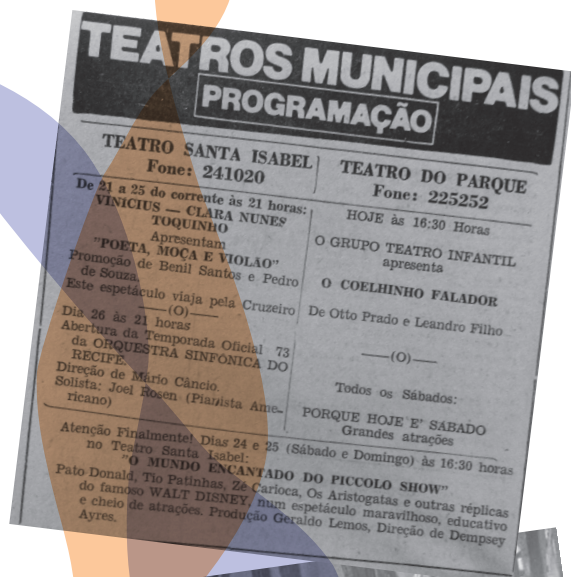 TEATROS MUNICIPAIS
PROGRAMAÇÃO
TEATRO SANTA ISABEL
Fone: 241020
De 21 a 25 do corrente às 21 horas:
VINICIUS — CLARA NUNES
TOQUINHO
Apresentam
"POETA, MOÇA E VIOLÃO"
Promoção de Benil Santos e Pedro
de Souza.
Este espetáculo viaja pela Cruzeiro
——(O)——
Dia 26 às 21 horas
Abertura da Temporada Oficial 73
da ORQUESTRA SINFÔNICA DO
RECIFE.
Direção de Mário Câncio.
Solista: Joel Rosen (Pianista Ame-
ricano)
TEATRO DO PARQUE
Fone: 225252
HOJE às 16:30 Horas
O GRUPO TEATRO INFANTIL
apresenta
O COELHINHO FALADOR
De Otto Prado e Leandro Filho
——(O)——
Todos os Sábados:
PORQUE HOJE E' SABADO
Grandes atrações
Atenção Finalmente! Dias 24 e 25 (Sábado e Domingo) às 16:30 horas
no Teatro Santa Isabel:
"O MUNDO ENCANTADO DO PICCOLO SHOW"
Pato Donald, Tio Patinhas, Zé Carioca, Os Aristogatas e outras réplicas
do famoso WALT DISNEY, num espetáculo maravilhoso, educativo
e cheio de atrações. Produção Geraldo Lemos, Direção de Dempsey
Ayres.